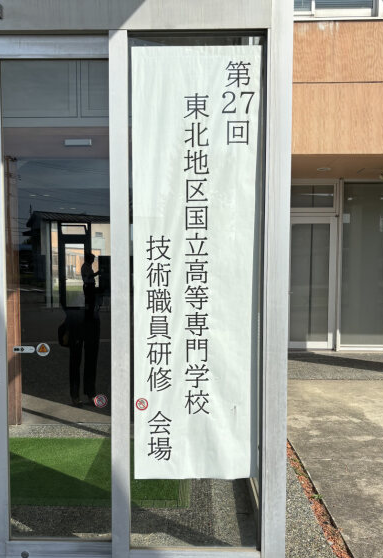 第27回
東北地区国立高等専門学校
技術職員研修 会場